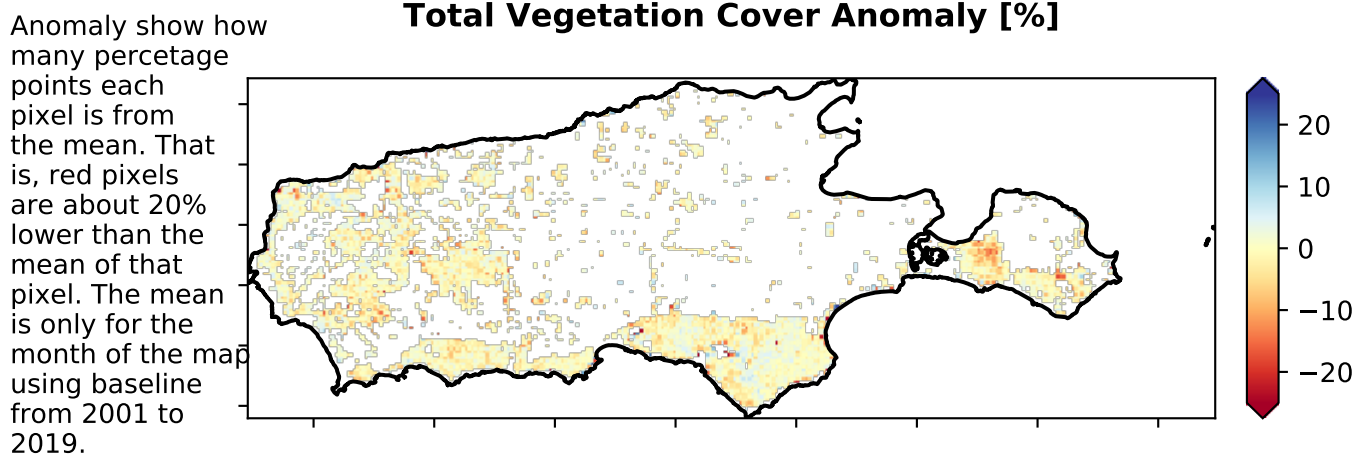 Total Vegetation Cover Anomaly [%]
Anomaly show how
many percetage
points each
pixel is from
the mean. That
is, red pixels
are about 20%
lower than the
mean of that
pixel. The mean
is only for the
month of the map
using baseline
from 2001 to
2019.
20
10
0
−10
−20